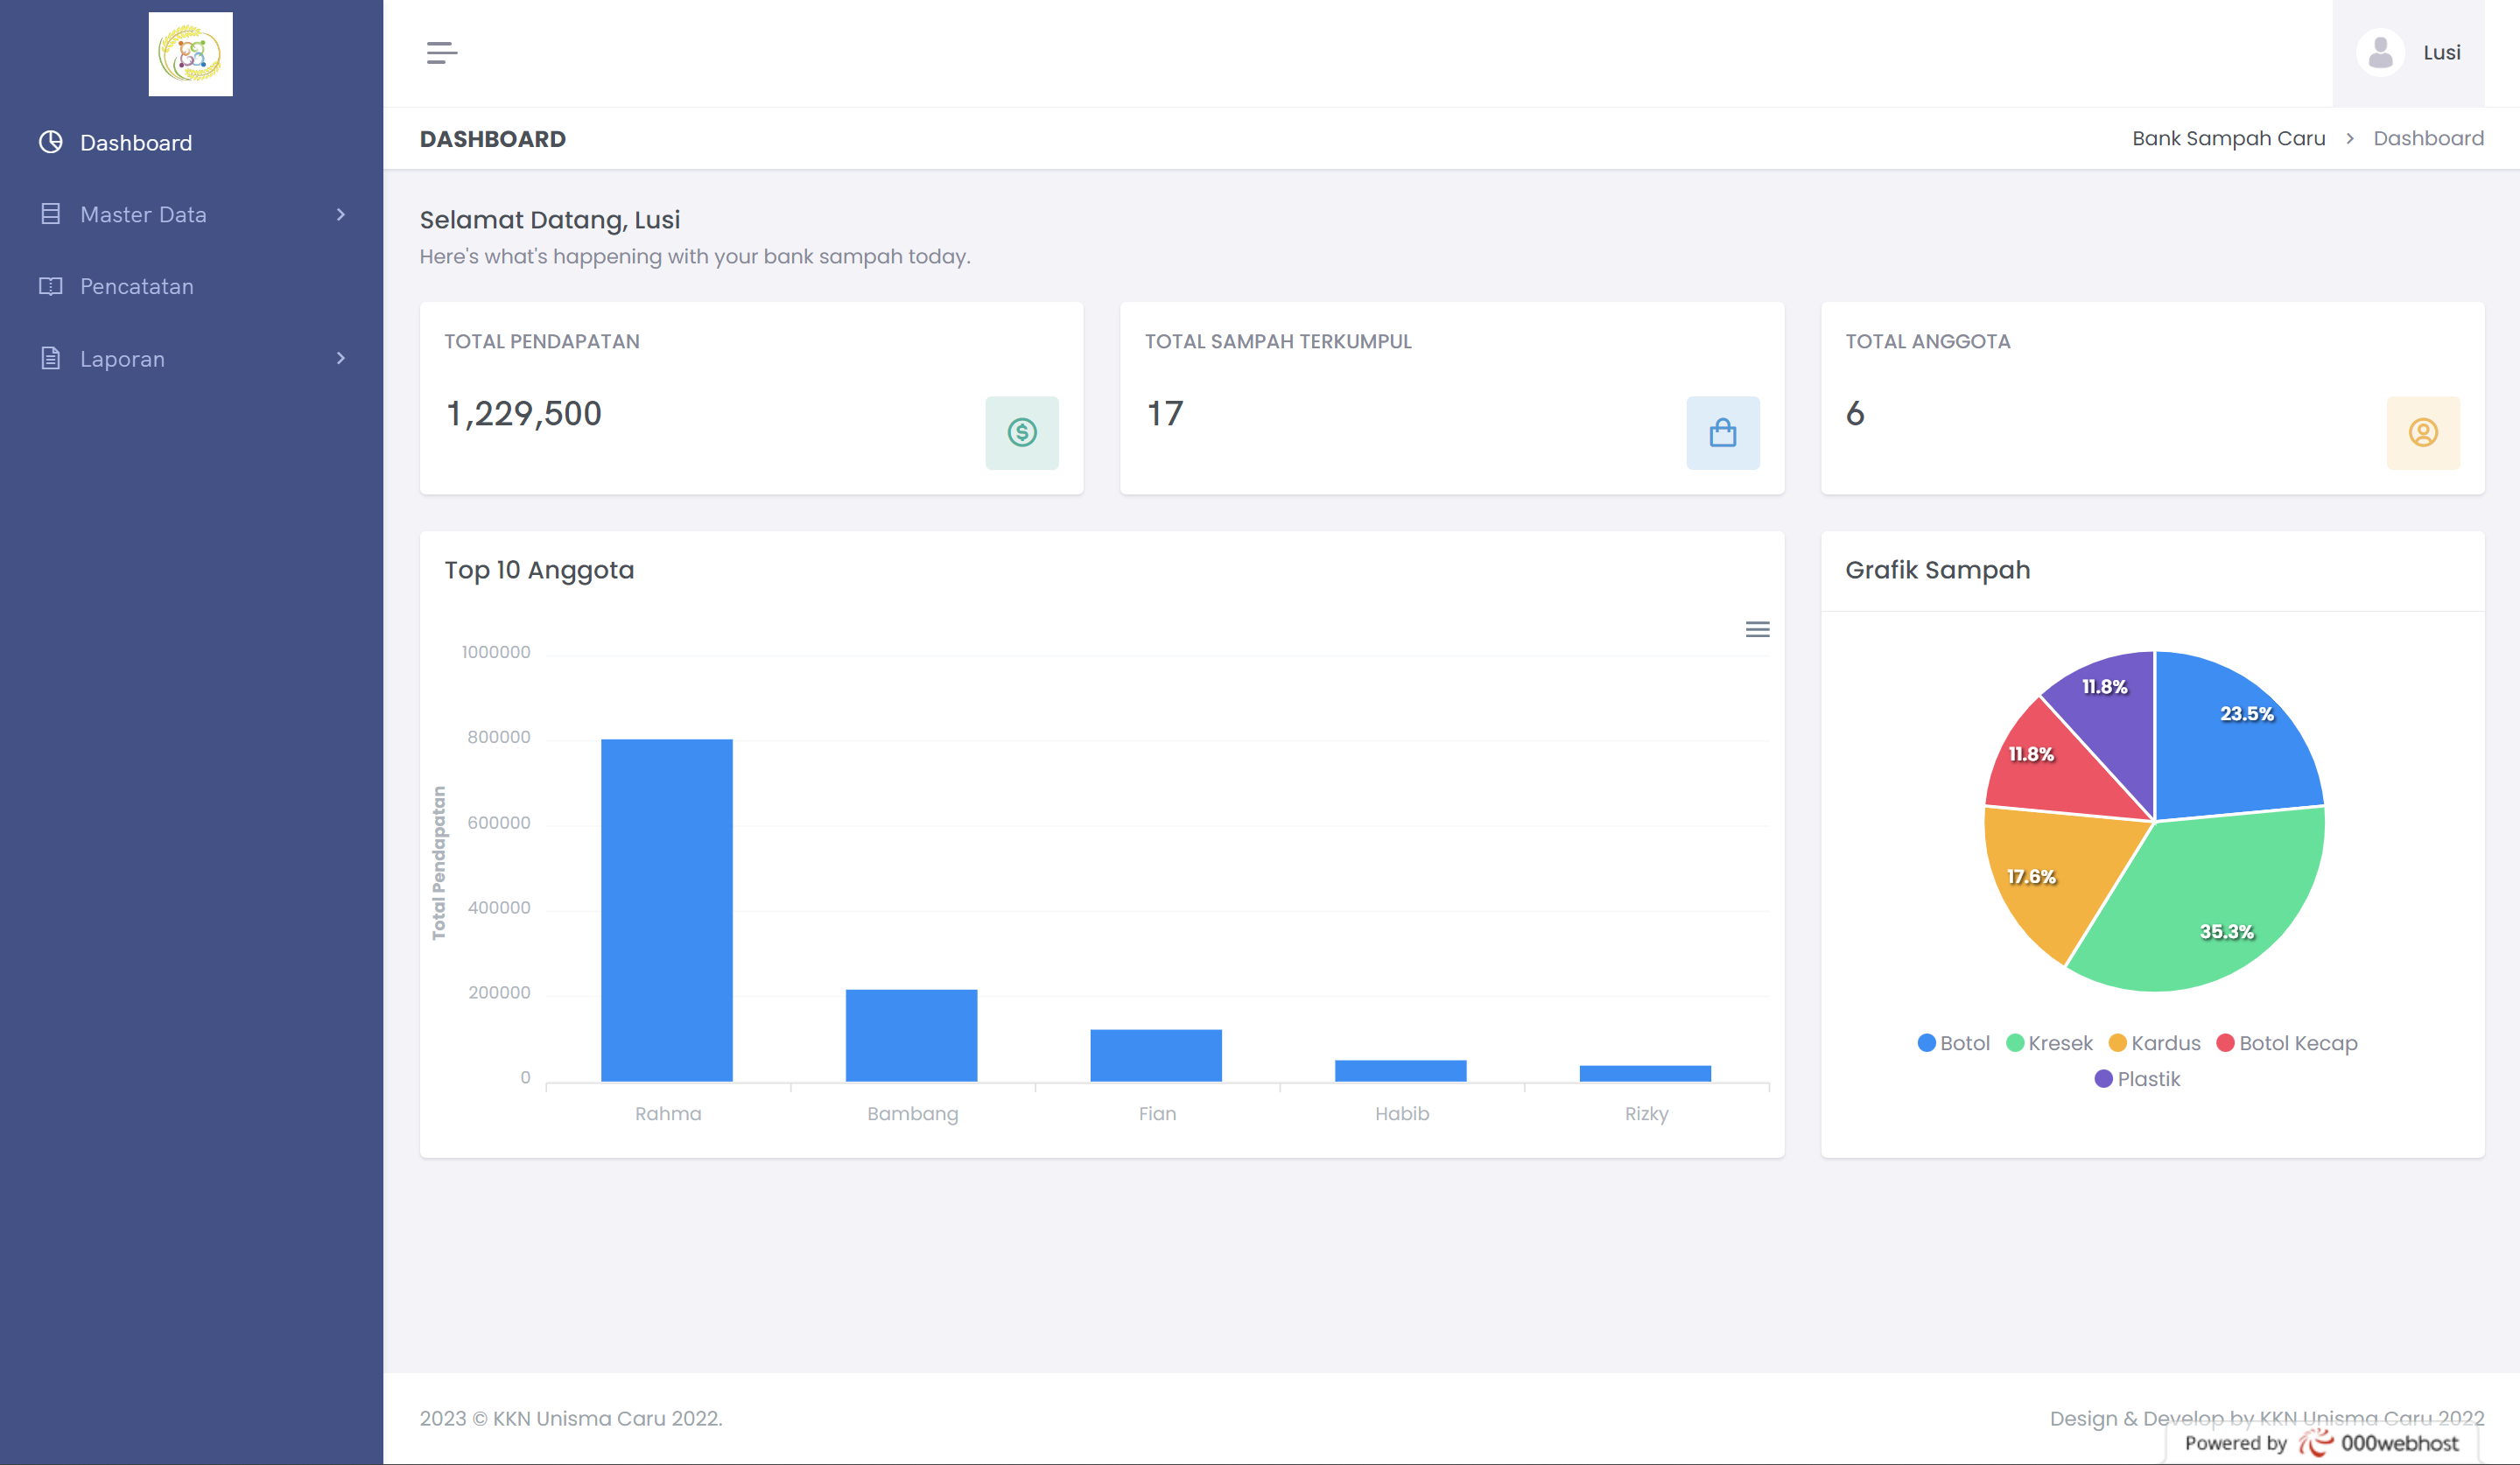 Dashboard
Master Data
Pencatatan
Laporan
Lusi
DASHBOARD
Bank Sampah Caru > Dashboard
Selamat Datang, Lusi
Here's what's happening with your bank sampah today.
TOTAL PENDAPATAN
1,229,500
TOTAL SAMPAH TERKUMPUL
17
TOTAL ANGGOTA
6
Top 10 Anggota
Total Pendapatan
1000000
800000
600000
400000
200000
0
Rahma Bambang Fian Habib Rizky
Grafik Sampah
11.8%
23.5%
11.8%
17.6%
35.3%
Botol Kresek Kardus Botol Kecap
Plastik
2023 © KKN Unisma Caru 2022.
Design & Develop by KKN Unisma Caru 2022
Powered by 000webhost